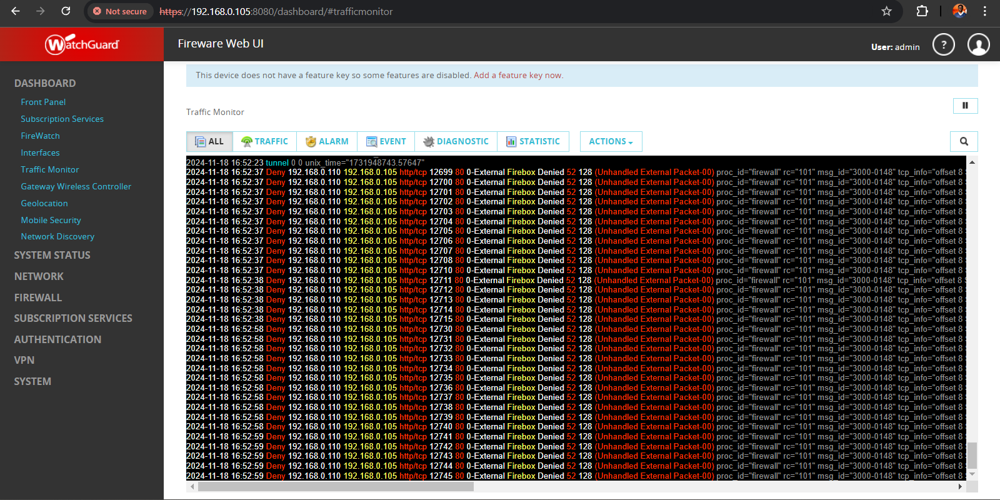 Not secure https://192.168.0.105:8080/dashboard/#trafficmonitor
WatchGuard
Fireware Web UI
User: admin
?
DASHBOARD
Front Panel
Subscription Services
FireWatch
Interfaces
Traffic Monitor
Gateway Wireless Controller
Geolocation
Mobile Security
Network Discovery
SYSTEM STATUS
NETWORK
FIREWALL
SUBSCRIPTION SERVICES
AUTHENTICATION
VPN
SYSTEM
This device does not have a feature key so some features are disabled. Add a feature key now.
Traffic Monitor
ALL TRAFFIC ALARM EVENT DIAGNOSTIC STATISTIC ACTIONS
2024-11-18 16:52:23 tunnel 0 0 unix_time="1731948743.57647"
2024-11-18 16:52:37 Deny 192.168.0.110 192.168.0.105 http/tcp 12699 80 0-External Firebox Denied 52 128 (Unhandled External Packet-00) proc_id="firewall" rc="101" msg_id="3000-0148" tcp_info="offset 8
2024-11-18 16:52:37 Deny 192.168.0.110 192.168.0.105 http/tcp 12700 80 0-External Firebox Denied 52 128 (Unhandled External Packet-00) proc_id="firewall" rc="101" msg_id="3000-0148" tcp_info="offset 8
2024-11-18 16:52:37 Deny 192.168.0.110 192.168.0.105 http/tcp 12701 80 0-External Firebox Denied 52 128 (Unhandled External Packet-00) proc_id="firewall" rc="101" msg_id="3000-0148" tcp_info="offset 8
2024-11-18 16:52:37 Deny 192.168.0.110 192.168.0.105 http/tcp 12702 80 0-External Firebox Denied 52 128 (Unhandled External Packet-00) proc_id="firewall" rc="101" msg_id="3000-0148" tcp_info="offset 8
2024-11-18 16:52:37 Deny 192.168.0.110 192.168.0.105 http/tcp 12703 80 0-External Firebox Denied 52 128 (Unhandled External Packet-00) proc_id="firewall" rc="101" msg_id="3000-0148" tcp_info="offset 8
2024-11-18 16:52:37 Deny 192.168.0.110 192.168.0.105 http/tcp 12704 80 0-External Firebox Denied 52 128 (Unhandled External Packet-00) proc_id="firewall" rc="101" msg_id="3000-0148" tcp_info="offset 8
2024-11-18 16:52:37 Deny 192.168.0.110 192.168.0.105 http/tcp 12705 80 0-External Firebox Denied 52 128 (Unhandled External Packet-00) proc_id="firewall" rc="101" msg_id="3000-0148" tcp_info="offset 8
2024-11-18 16:52:37 Deny 192.168.0.110 192.168.0.105 http/tcp 12706 80 0-External Firebox Denied 52 128 (Unhandled External Packet-00) proc_id="firewall" rc="101" msg_id="3000-0148" tcp_info="offset 8
2024-11-18 16:52:37 Deny 192.168.0.110 192.168.0.105 http/tcp 12707 80 0-External Firebox Denied 52 128 (Unhandled External Packet-00) proc_id="firewall" rc="101" msg_id="3000-0148" tcp_info="offset 8
2024-11-18 16:52:37 Deny 192.168.0.110 192.168.0.105 http/tcp 12708 80 0-External Firebox Denied 52 128 (Unhandled External Packet-00) proc_id="firewall" rc="101" msg_id="3000-0148" tcp_info="offset 8
2024-11-18 16:52:37 Deny 192.168.0.110 192.168.0.105 http/tcp 12710 80 0-External Firebox Denied 52 128 (Unhandled External Packet-00) proc_id="firewall" rc="101" msg_id="3000-0148" tcp_info="offset 8
2024-11-18 16:52:38 Deny 192.168.0.110 192.168.0.105 http/tcp 12711 80 0-External Firebox Denied 52 128 (Unhandled External Packet-00) proc_id="firewall" rc="101" msg_id="3000-0148" tcp_info="offset 8
2024-11-18 16:52:38 Deny 192.168.0.110 192.168.0.105 http/tcp 12712 80 0-External Firebox Denied 52 128 (Unhandled External Packet-00) proc_id="firewall" rc="101" msg_id="3000-0148" tcp_info="offset 8
2024-11-18 16:52:38 Deny 192.168.0.110 192.168.0.105 http/tcp 12713 80 0-External Firebox Denied 52 128 (Unhandled External Packet-00) proc_id="firewall" rc="101" msg_id="3000-0148" tcp_info="offset 8
2024-11-18 16:52:38 Deny 192.168.0.110 192.168.0.105 http/tcp 12714 80 0-External Firebox Denied 52 128 (Unhandled External Packet-00) proc_id="firewall" rc="101" msg_id="3000-0148" tcp_info="offset 8
2024-11-18 16:52:38 Deny 192.168.0.110 192.168.0.105 http/tcp 12715 80 0-External Firebox Denied 52 128 (Unhandled External Packet-00) proc_id="firewall" rc="101" msg_id="3000-0148" tcp_info="offset 8
2024-11-18 16:52:58 Deny 192.168.0.110 192.168.0.105 http/tcp 12730 80 0-External Firebox Denied 52 128 (Unhandled External Packet-00) proc_id="firewall" rc="101" msg_id="3000-0148" tcp_info="offset 8
2024-11-18 16:52:58 Deny 192.168.0.110 192.168.0.105 http/tcp 12731 80 0-External Firebox Denied 52 128 (Unhandled External Packet-00) proc_id="firewall" rc="101" msg_id="3000-0148" tcp_info="offset 8
2024-11-18 16:52:58 Deny 192.168.0.110 192.168.0.105 http/tcp 12732 80 0-External Firebox Denied 52 128 (Unhandled External Packet-00) proc_id="firewall" rc="101" msg_id="3000-0148" tcp_info="offset 8
2024-11-18 16:52:58 Deny 192.168.0.110 192.168.0.105 http/tcp 12733 80 0-External Firebox Denied 52 128 (Unhandled External Packet-00) proc_id="firewall" rc="101" msg_id="3000-0148" tcp_info="offset 8
2024-11-18 16:52:58 Deny 192.168.0.110 192.168.0.105 http/tcp 12734 80 0-External Firebox Denied 52 128 (Unhandled External Packet-00) proc_id="firewall" rc="101" msg_id="3000-0148" tcp_info="offset 8
2024-11-18 16:52:58 Deny 192.168.0.110 192.168.0.105 http/tcp 12735 80 0-External Firebox Denied 52 128 (Unhandled External Packet-00) proc_id="firewall" rc="101" msg_id="3000-0148" tcp_info="offset 8
2024-11-18 16:52:58 Deny 192.168.0.110 192.168.0.105 http/tcp 12736 80 0-External Firebox Denied 52 128 (Unhandled External Packet-00) proc_id="firewall" rc="101" msg_id="3000-0148" tcp_info="offset 8
2024-11-18 16:52:58 Deny 192.168.0.110 192.168.0.105 http/tcp 12737 80 0-External Firebox Denied 52 128 (Unhandled External Packet-00) proc_id="firewall" rc="101" msg_id="3000-0148" tcp_info="offset 8
2024-11-18 16:52:58 Deny 192.168.0.110 192.168.0.105 http/tcp 12738 80 0-External Firebox Denied 52 128 (Unhandled External Packet-00) proc_id="firewall" rc="101" msg_id="3000-0148" tcp_info="offset 8
2024-11-18 16:52:58 Deny 192.168.0.110 192.168.0.105 http/tcp 12739 80 0-External Firebox Denied 52 128 (Unhandled External Packet-00) proc_id="firewall" rc="101" msg_id="3000-0148" tcp_info="offset 8
2024-11-18 16:52:58 Deny 192.168.0.110 192.168.0.105 http/tcp 12740 80 0-External Firebox Denied 52 128 (Unhandled External Packet-00) proc_id="firewall" rc="101" msg_id="3000-0148" tcp_info="offset 8
2024-11-18 16:52:59 Deny 192.168.0.110 192.168.0.105 http/tcp 12741 80 0-External Firebox Denied 52 128 (Unhandled External Packet-00) proc_id="firewall" rc="101" msg_id="3000-0148" tcp_info="offset 8
2024-11-18 16:52:59 Deny 192.168.0.110 192.168.0.105 http/tcp 12742 80 0-External Firebox Denied 52 128 (Unhandled External Packet-00) proc_id="firewall" rc="101" msg_id="3000-0148" tcp_info="offset 8
2024-11-18 16:52:59 Deny 192.168.0.110 192.168.0.105 http/tcp 12743 80 0-External Firebox Denied 52 128 (Unhandled External Packet-00) proc_id="firewall" rc="101" msg_id="3000-0148" tcp_info="offset 8
2024-11-18 16:52:59 Deny 192.168.0.110 192.168.0.105 http/tcp 12744 80 0-External Firebox Denied 52 128 (Unhandled External Packet-00) proc_id="firewall" rc="101" msg_id="3000-0148" tcp_info="offset 8
2024-11-18 16:52:59 Deny 192.168.0.110 192.168.0.105 http/tcp 12745 80 0-External Firebox Denied 52 128 (Unhandled External Packet-00) proc_id="firewall" rc="101" msg_id="3000-0148" tcp_info="offset 8